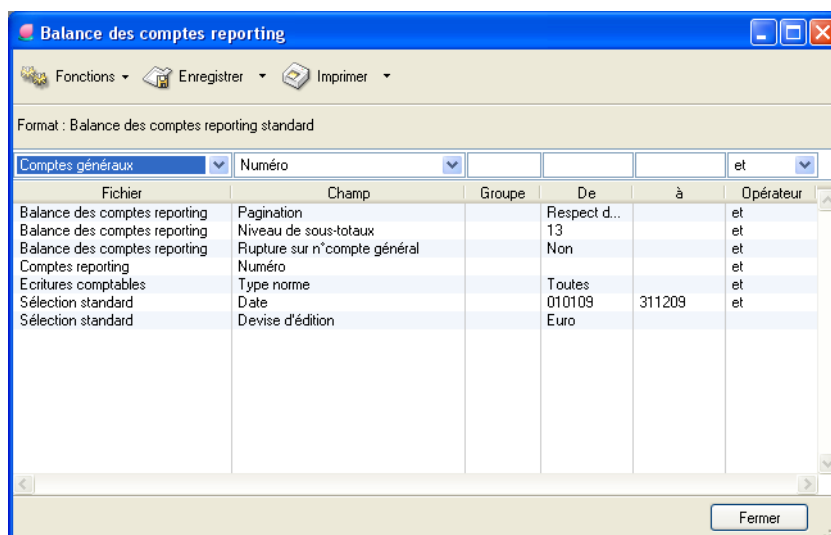 Balance des comptes reporting
Fonctions Enregistrer Imprimer
Format : Balance des comptes reporting standard
Comptes généraux Numéro et
Fichier Champ Groupe De à Opérateur
Balance des comptes reporting Pagination Respect d... et
Balance des comptes reporting Niveau de sous-totaux 13 et
Balance des comptes reporting Rupture sur n°compte général Non et
Comptes reporting Numéro et
Ecritures comptables Type norme Toutes et
Sélection standard Date 010109 311209 et
Sélection standard Devise d'édition Euro
Fermer